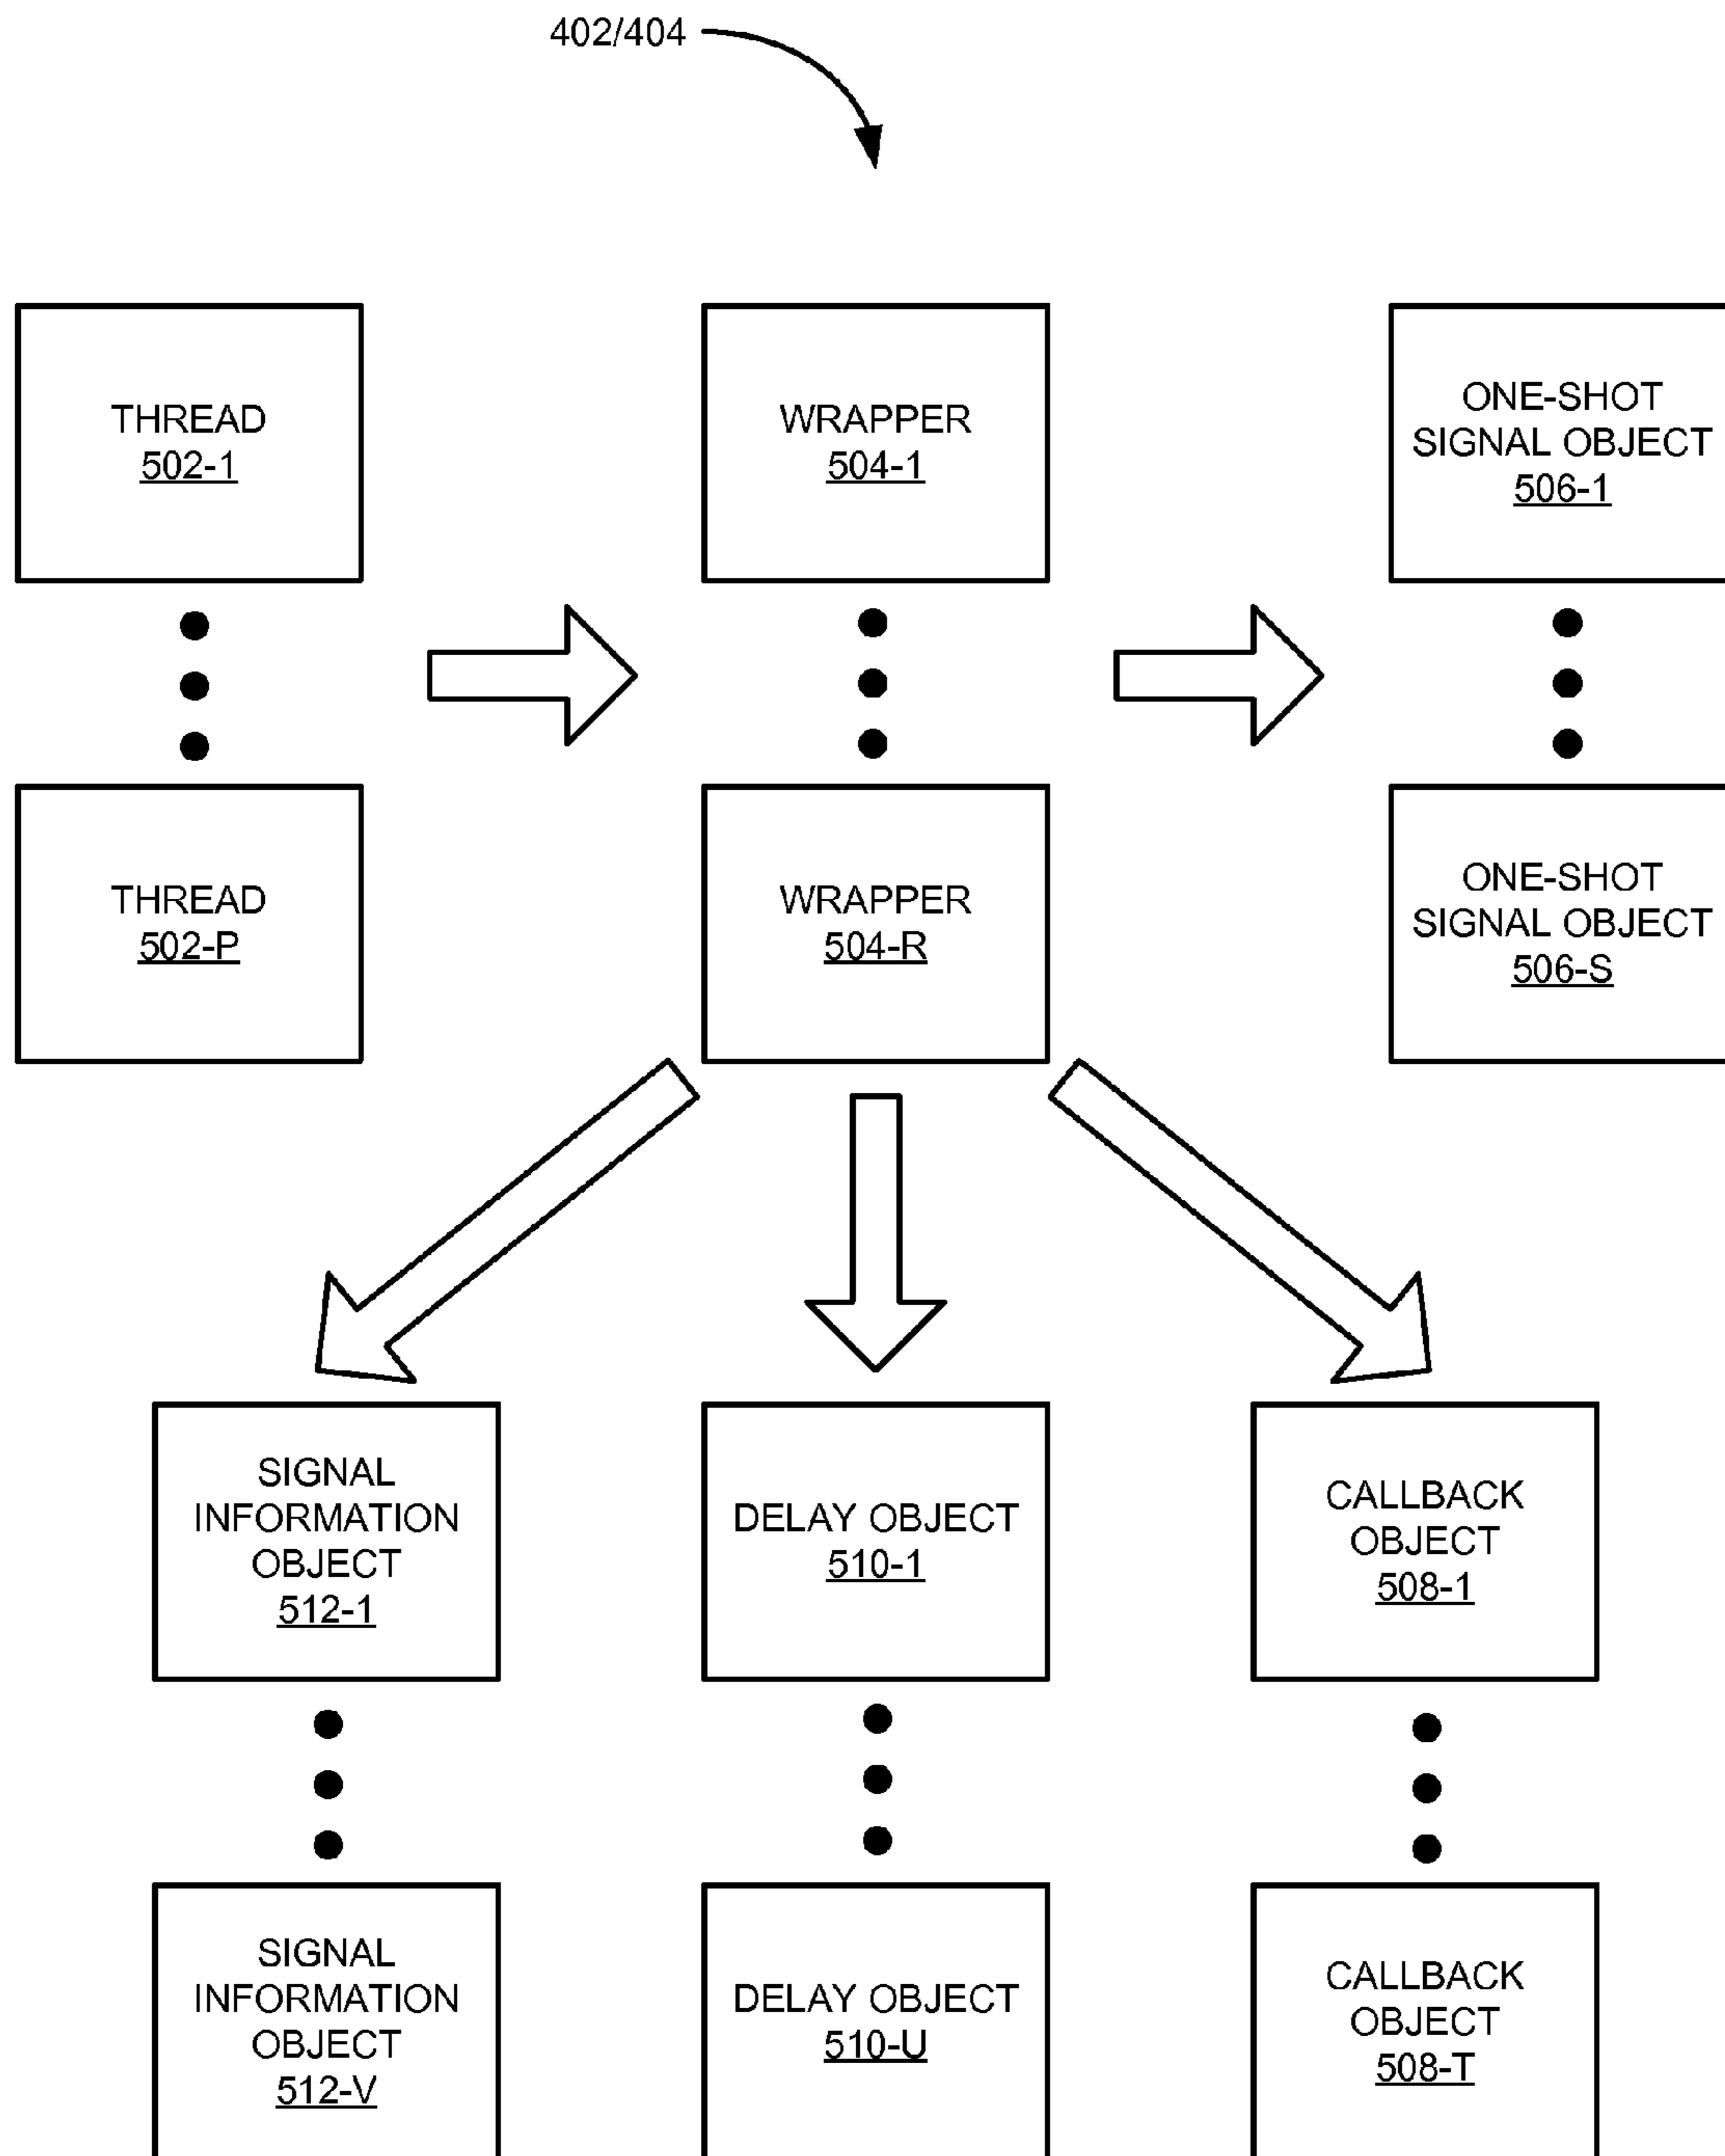 402/404
THREAD
502-1
WRAPPER
504-1
ONE-SHOT
SIGNAL OBJECT
506-1
THREAD
502-P
WRAPPER
504-R
ONE-SHOT
SIGNAL OBJECT
506-S
SIGNAL
INFORMATION
OBJECT
512-1
DELAY OBJECT
510-1
CALLBACK
OBJECT
508-1
SIGNAL
INFORMATION
OBJECT
512-V
DELAY OBJECT
510-U
CALLBACK
OBJECT
508-T